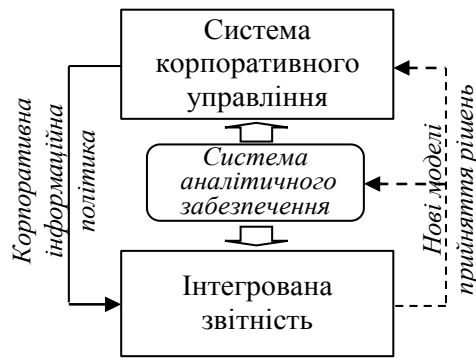 Система
корпоративного
управління
Корпоративна
інформаційна
політика
Система
аналітичного
забезпечення
Нові моделі
прийняття рішень
Інтегрована
звітність